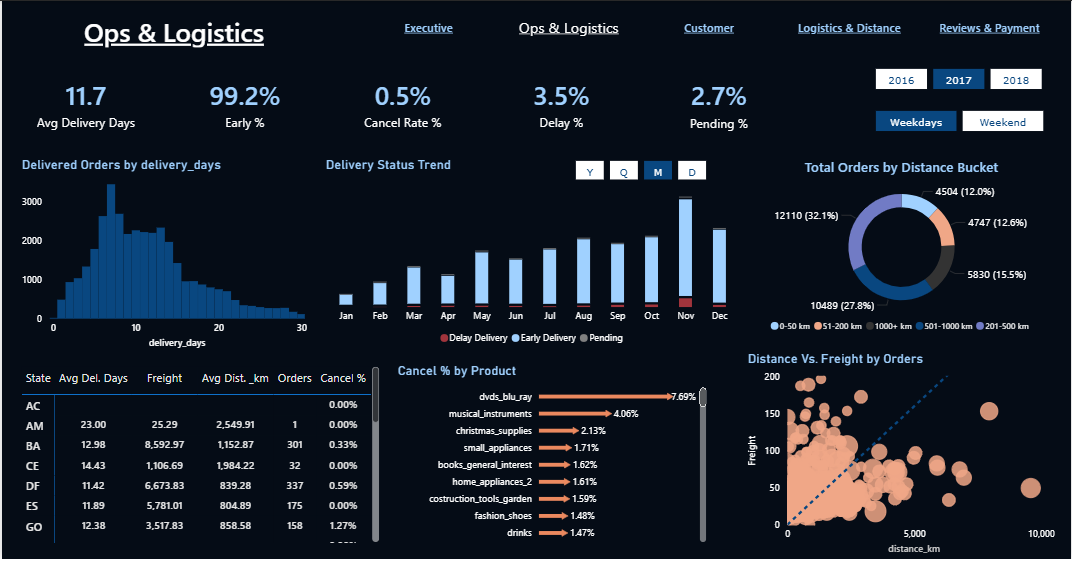 Ops & Logistics
Executive
Ops & Logistics
Customer
Logistics & Distance
Reviews & Payment
2016
2017
2018
11.7
99.2%
0.5%
3.5%
2.7%
Avg Delivery Days
Early %
Cancel Rate %
Delay %
Pending %
Weekdays
Weekend
Delivered Orders by delivery_days
3000
2000
1000
0
0
10
20
30
delivery_days
Delivery Status Trend
Y
Q
M
D
Jan
Feb
Mar
Apr
May
Jun
Jul
Aug
Sep
Oct
Nov
Dec
Delay Delivery
Early Delivery
Pending
Total Orders by Distance Bucket
4504 (12.0%)
4747 (12.6%)
5830 (15.5%)
10489 (27.8%)
12110 (32.1%)
0-50 km
51-200 km
1000+ km
501-1000 km
201-500 km
State Avg Del. Days Freight Avg Dist. _km Orders Cancel %
AC 0.00%
AM 23.00 25.29 2,549.91 1 0.00%
BA 12.98 8,592.97 1,152.87 301 0.33%
CE 14.43 1,106.69 1,984.22 32 0.00%
DF 11.42 6,673.83 839.28 337 0.59%
ES 11.89 5,781.01 804.89 175 0.00%
GO 12.38 3,517.83 858.58 158 1.27%
Cancel % by Product
dvds_blu_ray 7.69%
musical_instruments 4.06%
christmas_supplies 2.13%
small_appliances 1.71%
books_general_interest 1.62%
home_appliances_2 1.61%
costruction_tools_garden 1.59%
fashion_shoes 1.48%
drinks 1.47%
Distance Vs. Freight by Orders
200
150
100
50
0
Freight
0
5,000
10,000
distance_km